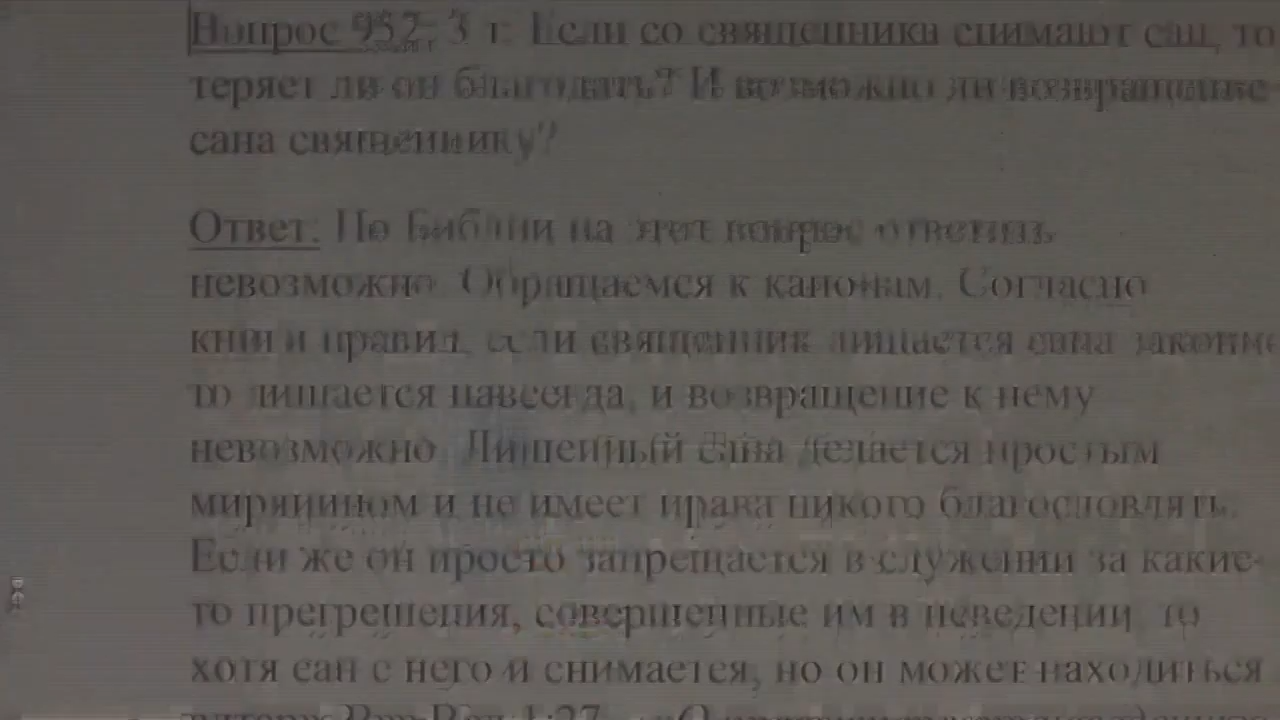 Вопрос 952: 3 г. Если со священника снимают сан, то
теряет ли он благодать? И возможно ли возвращение
сана священнику?
Ответ: По Библии на этот вопрос ответить
невозможно. Обращаемся к канонам. Согласно
книги правил, если священник лишается сана законно
то лишается навсегда, и возвращение к нему
невозможно. Лишенный сана делается простым
мирянином и не имеет права никого благословлять.
Если же он просто запрещается в служении за какие-
то прегрешения, совершенные им в неведении, то
хотя сан с него и снимается, но он может находиться
1:27